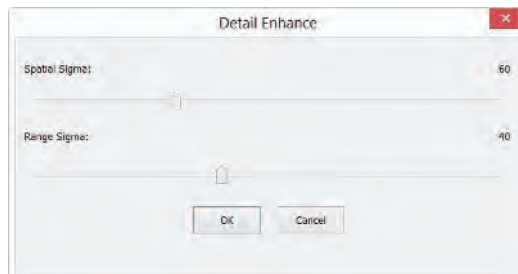 Detail Enhance
Spatial Sigma: 60
Range Sigma: 40
OK Cancel